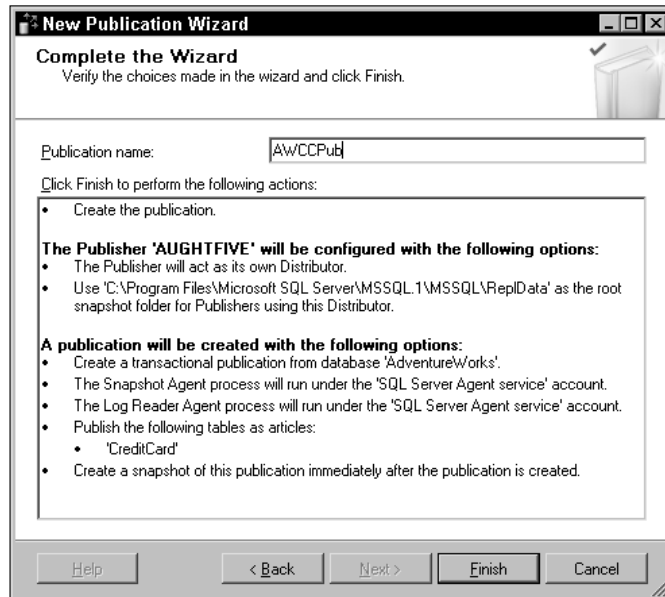 New Publication Wizard
Complete the Wizard
Verify the choices made in the wizard and click Finish.
Publication name:
AWCCPub
Click Finish to perform the following actions:
• Create the publication.
The Publisher 'AUGHTFIVE' will be configured with the following options:
• The Publisher will act as its own Distributor.
• Use 'C:\Program Files\Microsoft SQL Server\MSSQL.1\MSSQL\ReplData' as the root
snapshot folder for Publishers using this Distributor.
A publication will be created with the following options:
• Create a transactional publication from database 'AdventureWorks'.
• The Snapshot Agent process will run under the 'SQL Server Agent service' account.
• The Log Reader Agent process will run under the 'SQL Server Agent service' account.
• Publish the following tables as articles:
• 'CreditCard'
• Create a snapshot of this publication immediately after the publication is created.
Help
< Back
Next >
Finish
Cancel